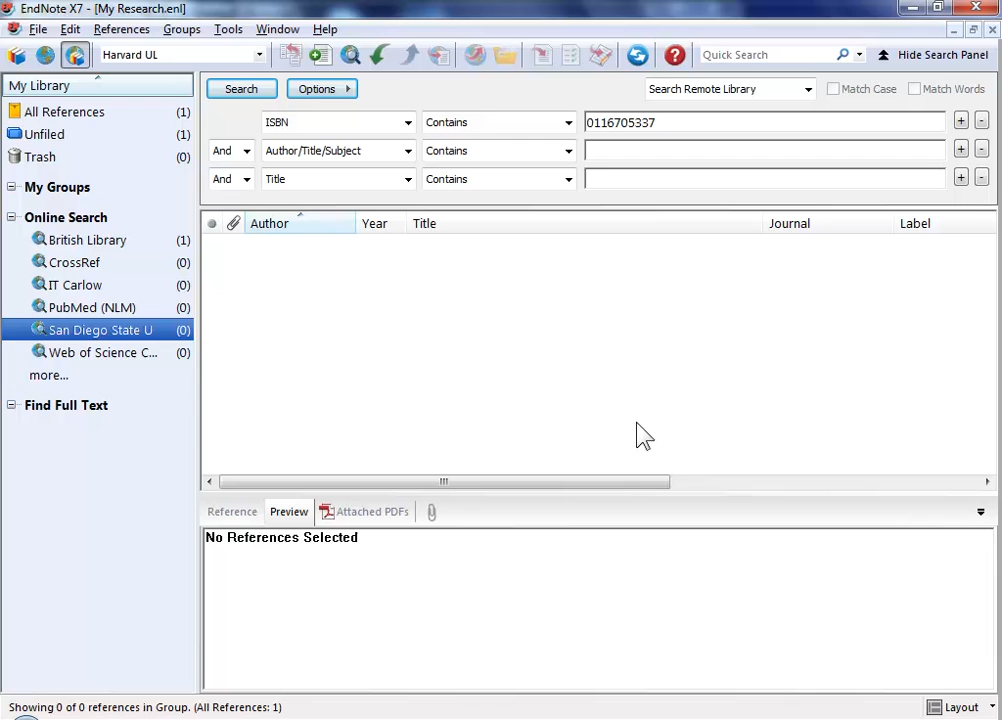 EndNote X7 - [My Research.enl]
File Edit References Groups Tools Window Help
Harvard UL Quick Search Hide Search Panel
My Library
All References (1)
Unfiled (1)
Trash (0)
My Groups
Online Search
British Library (1)
CrossRef (0)
IT Carlow (0)
PubMed (NLM) (0)
San Diego State U (0)
Web of Science C... (0)
more...
Find Full Text
Search Options Search Remote Library Match Case Match Words
ISBN Contains 0116705337 + -
And Author/Title/Subject Contains + -
And Title Contains + -
Author Year Title Journal Label
Reference Preview Attached PDFs
No References Selected
Showing 0 of 0 references in Group. (All References: 1) Layout